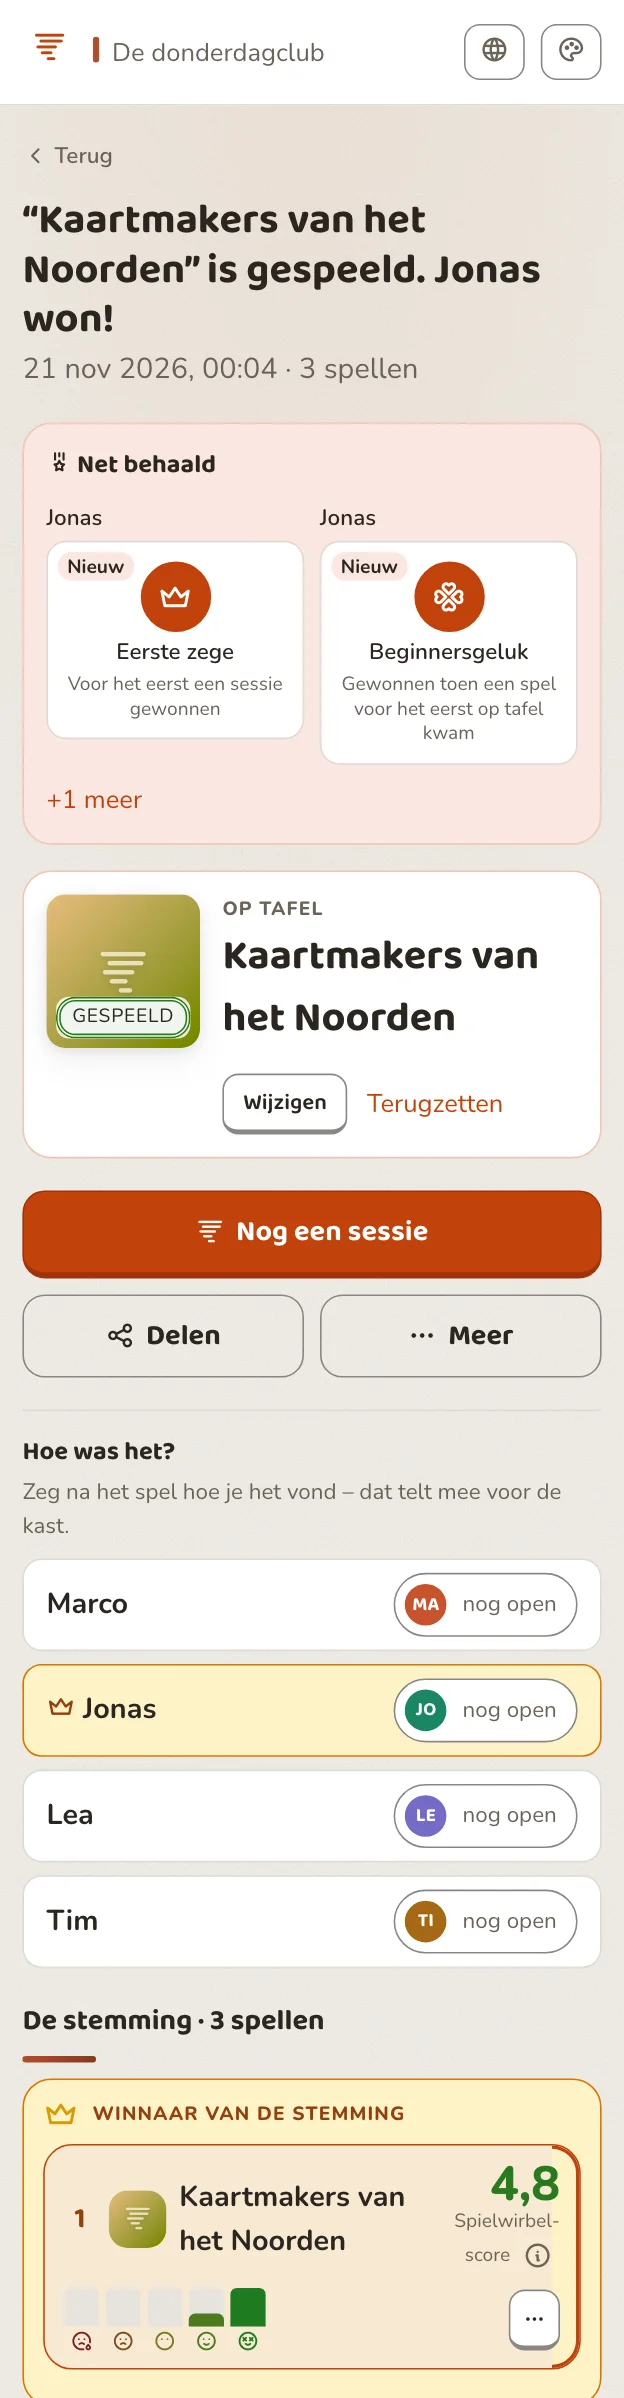 De donderdagclub
Terug
“Kaartmakers van het
Noorden” is gespeeld. Jonas
won!
21 nov 2026, 00:04 · 3 spellen
Net behaald
Jonas
Nieuw
Eerste zege
Voor het eerst een sessie
gewonnen
Jonas
Nieuw
Beginnersgeluk
Gewonnen toen een spel
voor het eerst op tafel
kwam
+1 meer
GESPEELD
OP TAFEL
Kaartmakers van
het Noorden
Wijzigen
Terugzetten
Nog een sessie
Delen
Meer
Hoe was het?
Zeg na het spel hoe je het vond – dat telt mee voor de
kast.
Marco
MA nog open
Jonas
JO nog open
Lea
LE nog open
Tim
TI nog open
De stemming · 3 spellen
WINNAAR VAN DE STEMMING
1
Kaartmakers van
het Noorden
4,8
Spielwirbel-
score